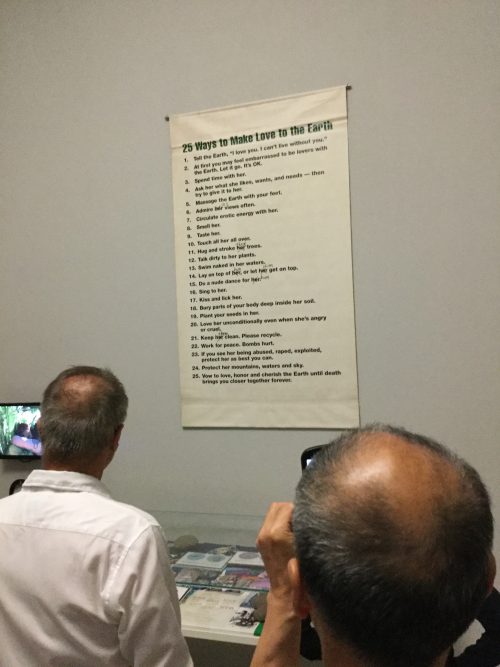 25 Ways to Make Love to the Earth
1. Tell the Earth, "I love you. I can't live without you."
2. At first you may feel embarrassed to be lovers with
the Earth. Let it go. It's OK.
3. Spend time with her.
4. Ask her what she likes, wants, and needs — then
try to give it to her.
5. Massage the Earth with your feet.
6. Admire her views often.
7. Circulate erotic energy with her.
8. Smell her.
9. Taste her.
10. Touch all her all over.
11. Hug and stroke her trees.
12. Talk dirty to her plants.
13. Swim naked in her waters.
14. Lay on top of her, or let her get on top.
15. Do a nude dance for her.
16. Sing to her.
17. Kiss and lick her.
18. Bury parts of your body deep inside her soil.
19. Plant your seeds in her.
20. Love her unconditionally even when she's angry
or cruel.
21. Keep her clean. Please recycle.
22. Work for peace. Bombs hurt.
23. If you see her being abused, raped, exploited,
protect her as best you can.
24. Protect her mountains, waters and sky.
25. Vow to love, honor and cherish the Earth until death
brings you closer together forever.